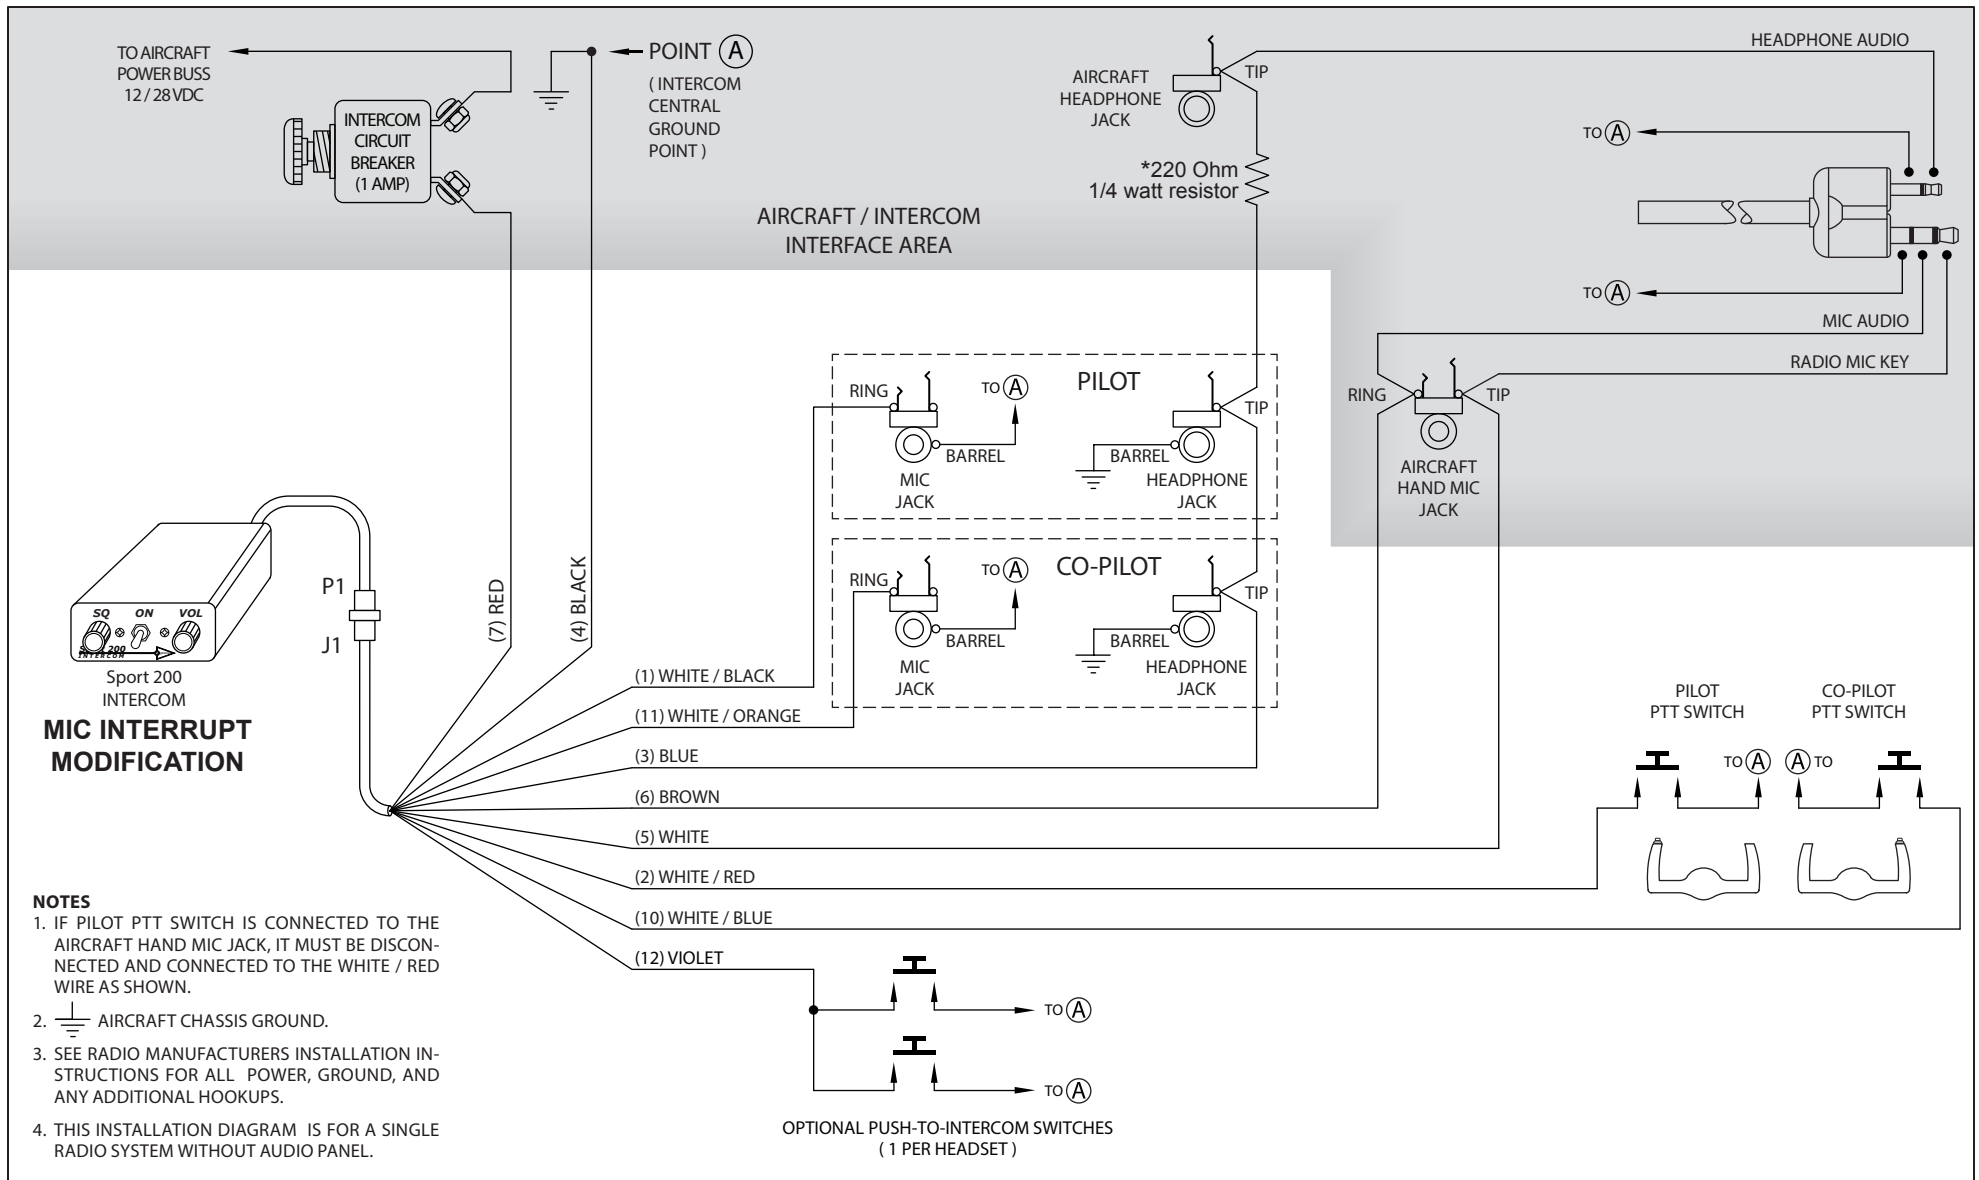 TO AIRCRAFT
POWER BUSS
12 / 28 VDC
POINT A
( INTERCOM
CENTRAL
GROUND
POINT )
INTERCOM
CIRCUIT
BREAKER
(1 AMP)
AIRCRAFT / INTERCOM
INTERFACE AREA
AIRCRAFT
HEADPHONE
JACK
TIP
*220 Ohm
1/4 watt resistor
HEADPHONE AUDIO
TO A
TO A
MIC AUDIO
RADIO MIC KEY
RING
TIP
AIRCRAFT
HAND MIC
JACK
PILOT
RING
TO A
BARREL
MIC
JACK
TIP
BARREL
HEADPHONE
JACK
CO-PILOT
RING
TO A
BARREL
MIC
JACK
TIP
BARREL
HEADPHONE
JACK
P1
J1
SQ
ON
VOL
200
INTERCOM
Sport 200
INTERCOM
MIC INTERRUPT
MODIFICATION
(7) RED
(4) BLACK
(1) WHITE / BLACK
(11) WHITE / ORANGE
(3) BLUE
(6) BROWN
(5) WHITE
(2) WHITE / RED
(10) WHITE / BLUE
(12) VIOLET
PILOT
PTT SWITCH
CO-PILOT
PTT SWITCH
TO A
A TO
TO A
TO A
OPTIONAL PUSH-TO-INTERCOM SWITCHES
( 1 PER HEADSET )
NOTES
1. IF PILOT PTT SWITCH IS CONNECTED TO THE
AIRCRAFT HAND MIC JACK, IT MUST BE DISCON-
NECTED AND CONNECTED TO THE WHITE / RED
WIRE AS SHOWN.
2. AIRCRAFT CHASSIS GROUND.
3. SEE RADIO MANUFACTURERS INSTALLATION IN-
STRUCTIONS FOR ALL POWER, GROUND, AND
ANY ADDITIONAL HOOKUPS.
4. THIS INSTALLATION DIAGRAM IS FOR A SINGLE
RADIO SYSTEM WITHOUT AUDIO PANEL.